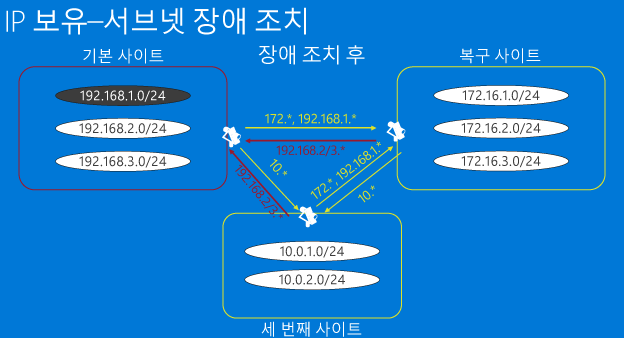 IP 보유–서브넷 장애 조치
기본 사이트
장애 조치 후
복구 사이트
192.168.1.0/24
192.168.2.0/24
192.168.3.0/24
172.*, 192.168.1.*
192.168.2/3.*
172.16.1.0/24
172.16.2.0/24
172.16.3.0/24
10.*
192.168.2/3.*
172.*, 192.168.1.*
10.*
10.0.1.0/24
10.0.2.0/24
세 번째 사이트